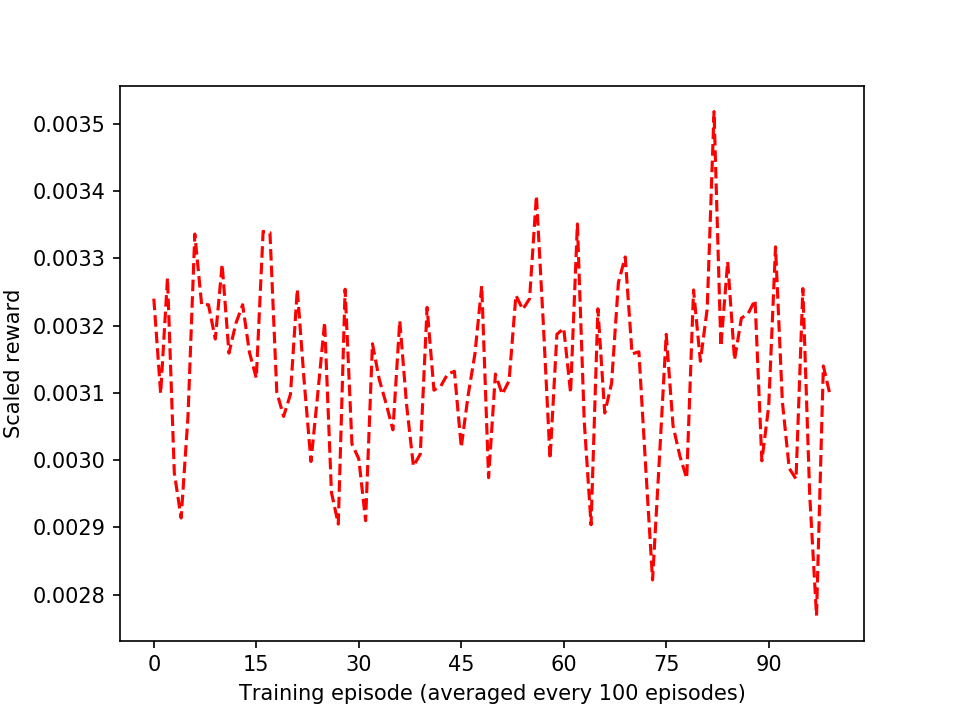 0.0035
0.0034
0.0033
0.0032
0.0031
0.0030
0.0029
0.0028
Scaled reward
0 15 30 45 60 75 90
Training episode (averaged every 100 episodes)